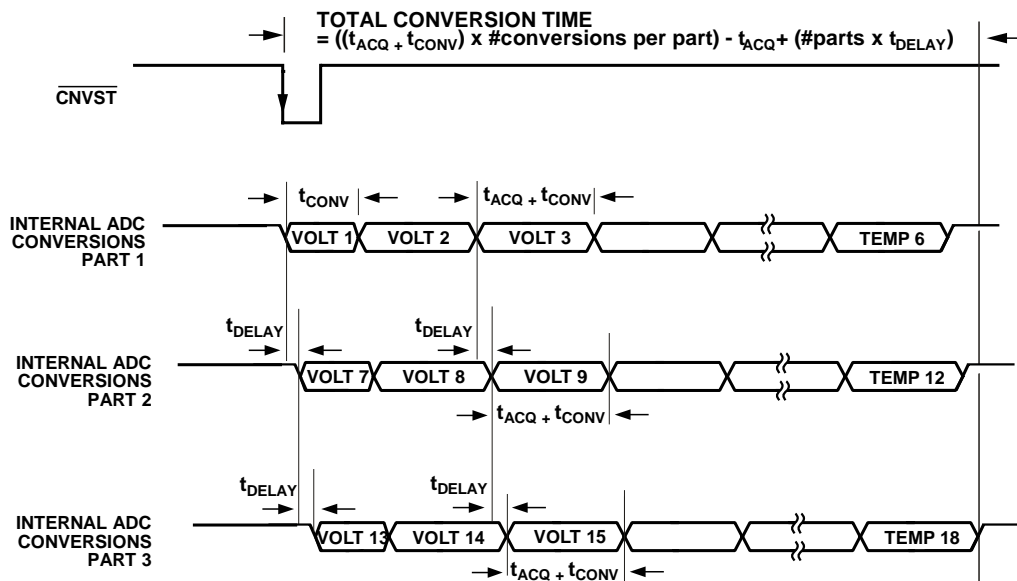 TOTAL CONVERSION TIME
= ((tACQ + tCONV) x #conversions per part) - tACQ+ (#parts x tDELAY)
CNVST
tCONV
tACQ + tCONV
INTERNAL ADC
CONVERSIONS
PART 1
VOLT 1
VOLT 2
VOLT 3
TEMP 6
tDELAY
tDELAY
INTERNAL ADC
CONVERSIONS
PART 2
VOLT 7
VOLT 8
VOLT 9
TEMP 12
tACQ + tCONV
tDELAY
tDELAY
INTERNAL ADC
CONVERSIONS
PART 3
VOLT 13
VOLT 14
VOLT 15
TEMP 18
tACQ + tCONV